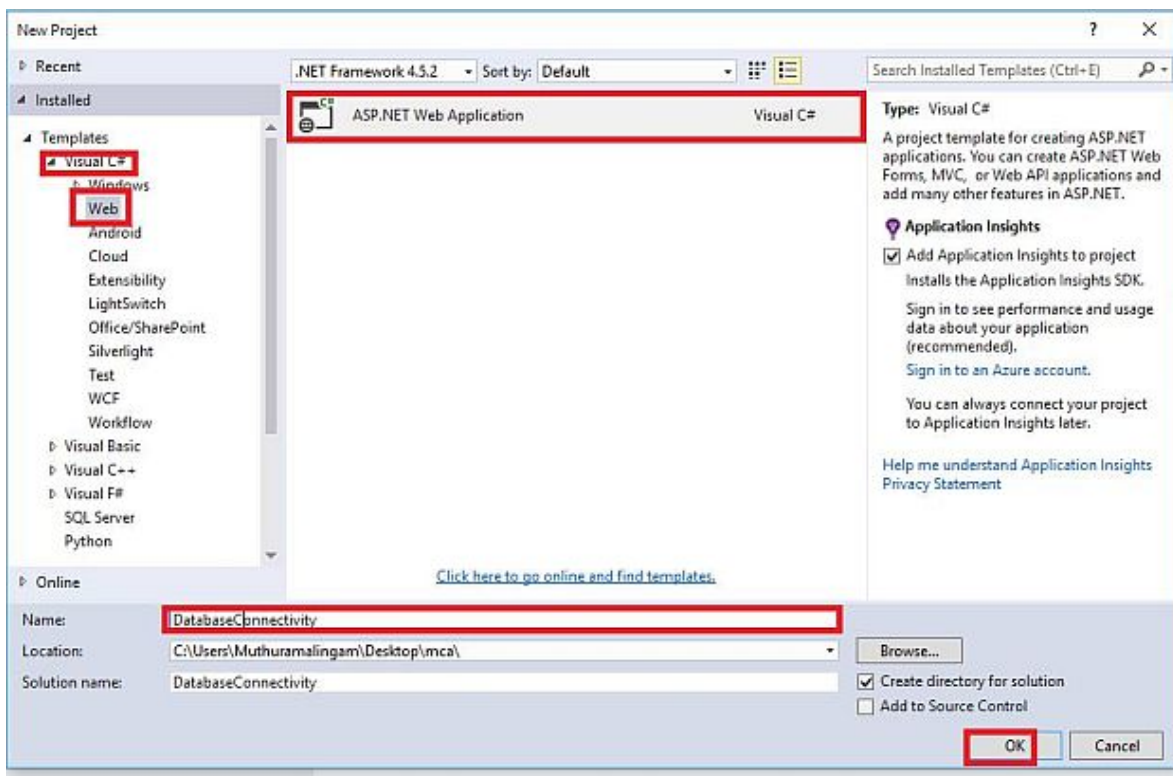 New Project
?
Recent
Installed
Templates
Visual C#
Windows
Web
Android
Cloud
Extensibility
LightSwitch
Office/SharePoint
Silverlight
Test
WCF
Workflow
Visual Basic
Visual C++
Visual F#
SQL Server
Python
Online
.NET Framework 4.5.2
Sort by: Default
C#
ASP.NET Web Application Visual C#
Click here to go online and find templates.
Search Installed Templates (Ctrl+E)
Type: Visual C#
A project template for creating ASP.NET
applications. You can create ASP.NET Web
Forms, MVC, or Web API applications and
add many other features in ASP.NET.
Application Insights
Add Application Insights to project
Installs the Application Insights SDK.
Sign in to see performance and usage
data about your application
(recommended).
Sign in to an Azure account.
You can always connect your project
to Application Insights later.
Help me understand Application Insights
Privacy Statement
Name: DatabaseConnectivity
Location: C:\Users\Muthuramalingam\Desktop\mca\
Browse...
Solution name: DatabaseConnectivity
Create directory for solution
Add to Source Control
OK
Cancel